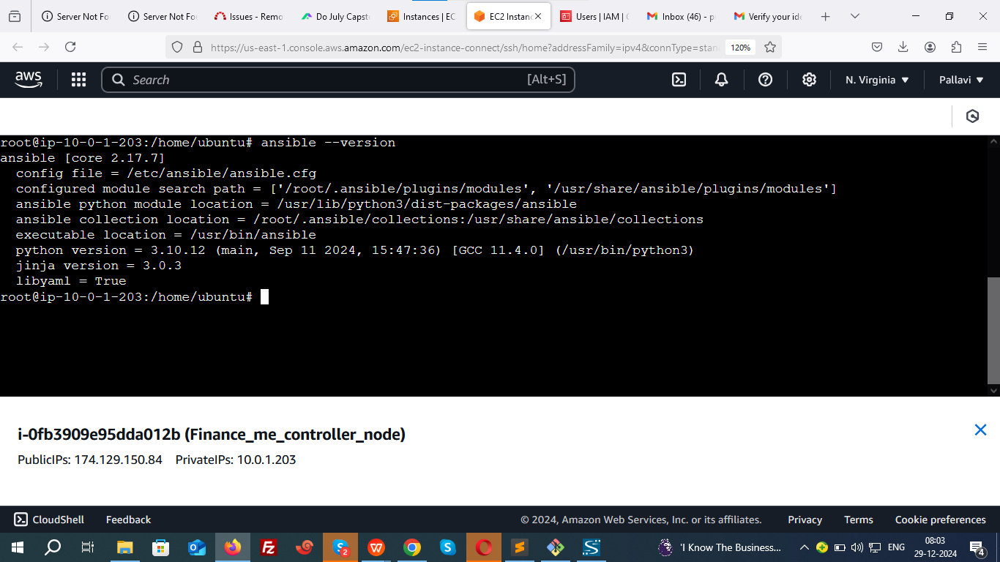 Server Not Fo
Server Not Fo
Issues - Remo
Do July Capst
Instances | EC
EC2 Instan
Users | IAM | G
Inbox (46) - p
Verify your ide
https://us-east-1.console.aws.amazon.com/ec2-instance-connect/ssh/home?addressFamily=ipv4&connType=stan
120%
aws
Search
[Alt+S]
N. Virginia
Pallavi
root@ip-10-0-1-203:/home/ubuntu# ansible --version
ansible [core 2.17.7]
config file = /etc/ansible/ansible.cfg
configured module search path = ['/root/.ansible/plugins/modules', '/usr/share/ansible/plugins/modules']
ansible python module location = /usr/lib/python3/dist-packages/ansible
ansible collection location = /root/.ansible/collections:/usr/share/ansible/collections
executable location = /usr/bin/ansible
python version = 3.10.12 (main, Sep 11 2024, 15:47:36) [GCC 11.4.0] (/usr/bin/python3)
jinja version = 3.0.3
libyaml = True
root@ip-10-0-1-203:/home/ubuntu#
i-0fb3909e95dda012b (Finance_me_controller_node)
PublicIPs: 174.129.150.84 PrivateIPs: 10.0.1.203
CloudShell
Feedback
© 2024, Amazon Web Services, Inc. or its affiliates.
Privacy
Terms
Cookie preferences
'I Know The Business...
ENG
08:03
29-12-2024
4